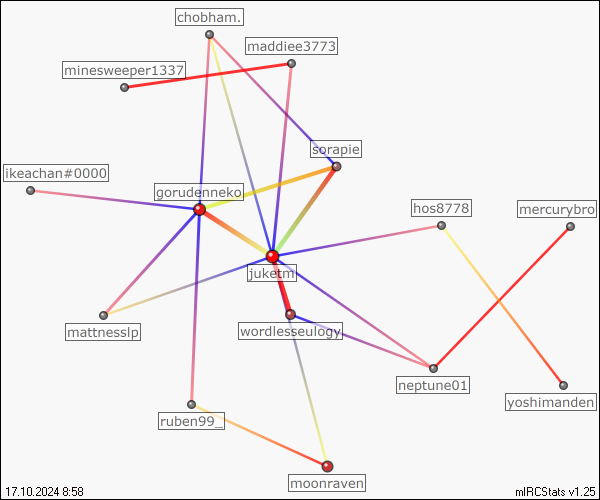 chobham.
maddiee3773
minesweeper1337
sorapie
ikeachan#0000
gorudenneko
hos8778
mercurybro
juketm
mattnesslp
wordlesseulogy
neptune01
yoshimanden
ruben99_
moonraven
17.10.2024 8:58
mIRCStats v1.25